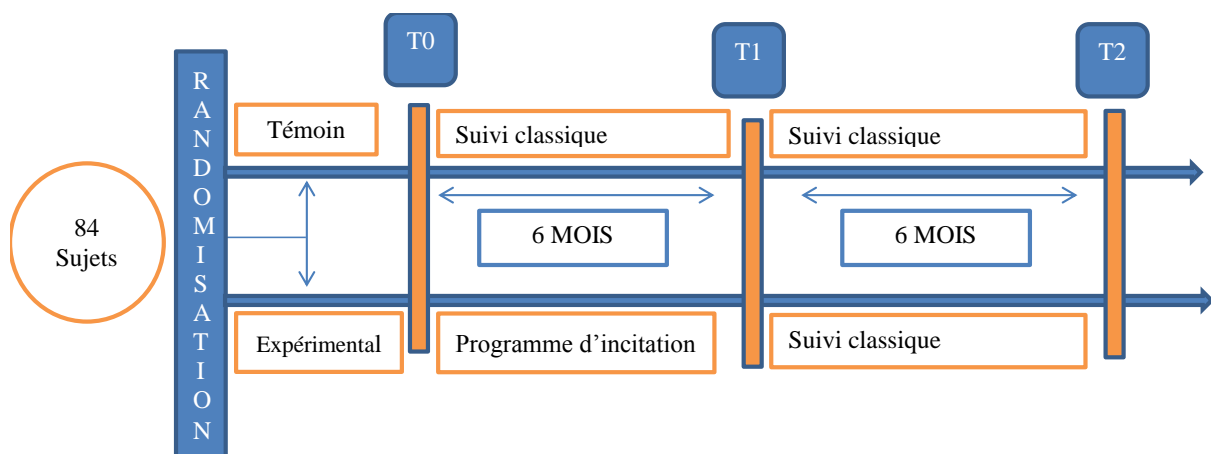 T0
T1
T2
RANDOMISATION
Témoin
Suivi classique
Suivi classique
84
Sujets
6 MOIS
6 MOIS
Expérimental
Programme d’incitation
Suivi classique